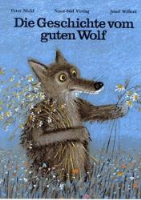 Peter Nickl Nord-Süd Verlag Józef Wilkoń
Die Geschichte vom
guten Wolf